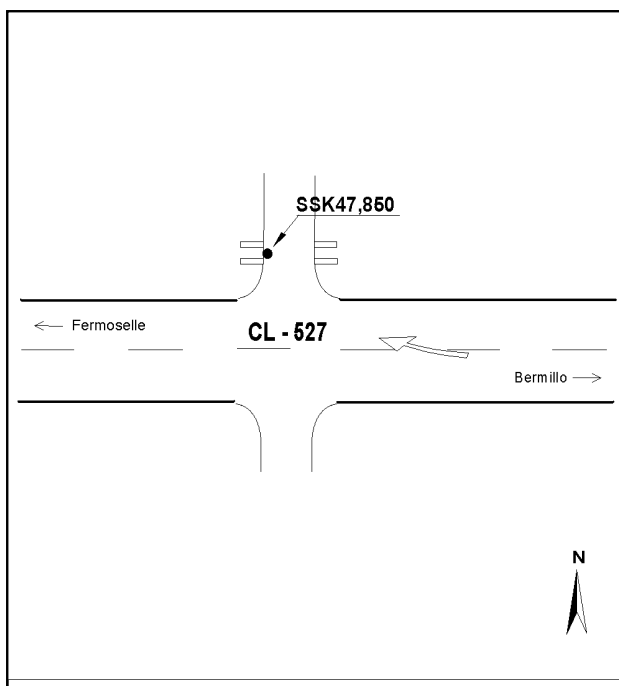 SSK47,850
← Fermoselle
CL - 527
Bermillo →
N